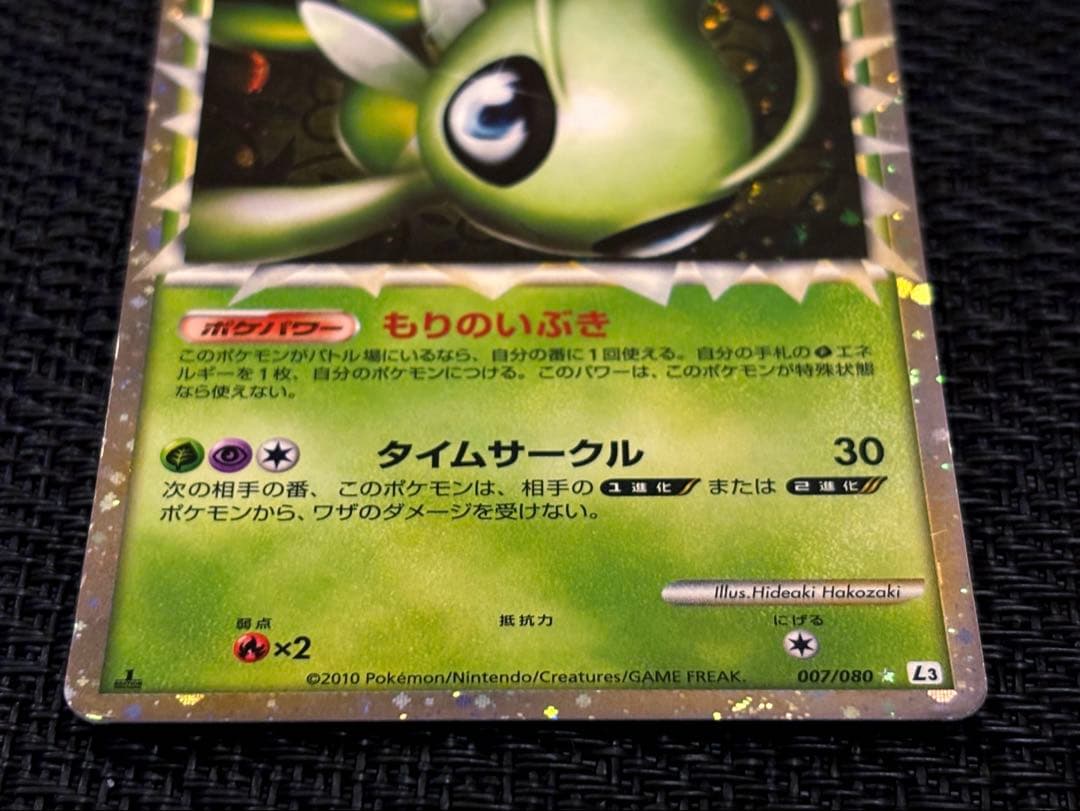 ポケパワー もりのいぶき
このポケモンがバトル場にいるなら、自分の番に1回使える。自分の手札のエネ
ルギーを1枚、自分のポケモンにつける。このパワーは、このポケモンが特殊状態
なら使えない。
タイムサークル 30
次の相手の番、このポケモンは、相手の 1進化 または 2進化
ポケモンから、ワザのダメージを受けない。
Illus.Hideaki Hakozaki
弱点 抵抗力 にげる
×2
©2010 Pokémon/Nintendo/Creatures/GAME FREAK. 007/080 L3